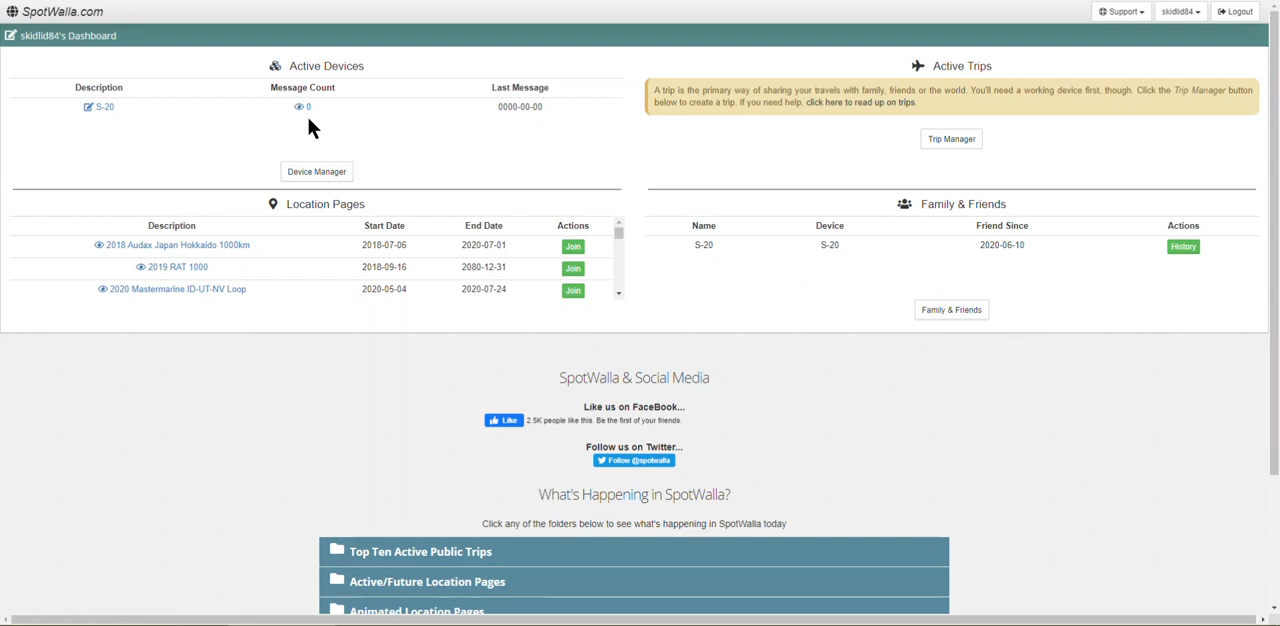 SpotWalla.com
Support
skidlid84
Logout
skidlid84's Dashboard
Active Devices
Description Message Count Last Message
S-20 0 0000-00-00
Device Manager
Active Trips
A trip is the primary way of sharing your travels with family, friends or the world. You'll need a working device first, though. Click the Trip Manager button
below to create a trip. If you need help, click here to read up on trips.
Trip Manager
Location Pages
Description Start Date End Date Actions
2018 Audax Japan Hokkaido 1000km 2018-07-06 2020-07-01 Join
2019 RAT 1000 2018-09-16 2080-12-31 Join
2020 Mastermarine ID-UT-NV Loop 2020-05-04 2020-07-24 Join
Family & Friends
Name Device Friend Since Actions
S-20 S-20 2020-06-10 History
Family & Friends
SpotWalla & Social Media
Like us on FaceBook...
Like 2.5K people like this. Be the first of your friends.
Follow us on Twitter...
Follow @spotwalla
What's Happening in SpotWalla?
Click any of the folders below to see what's happening in SpotWalla today
Top Ten Active Public Trips
Active/Future Location Pages
Animated Location Pages